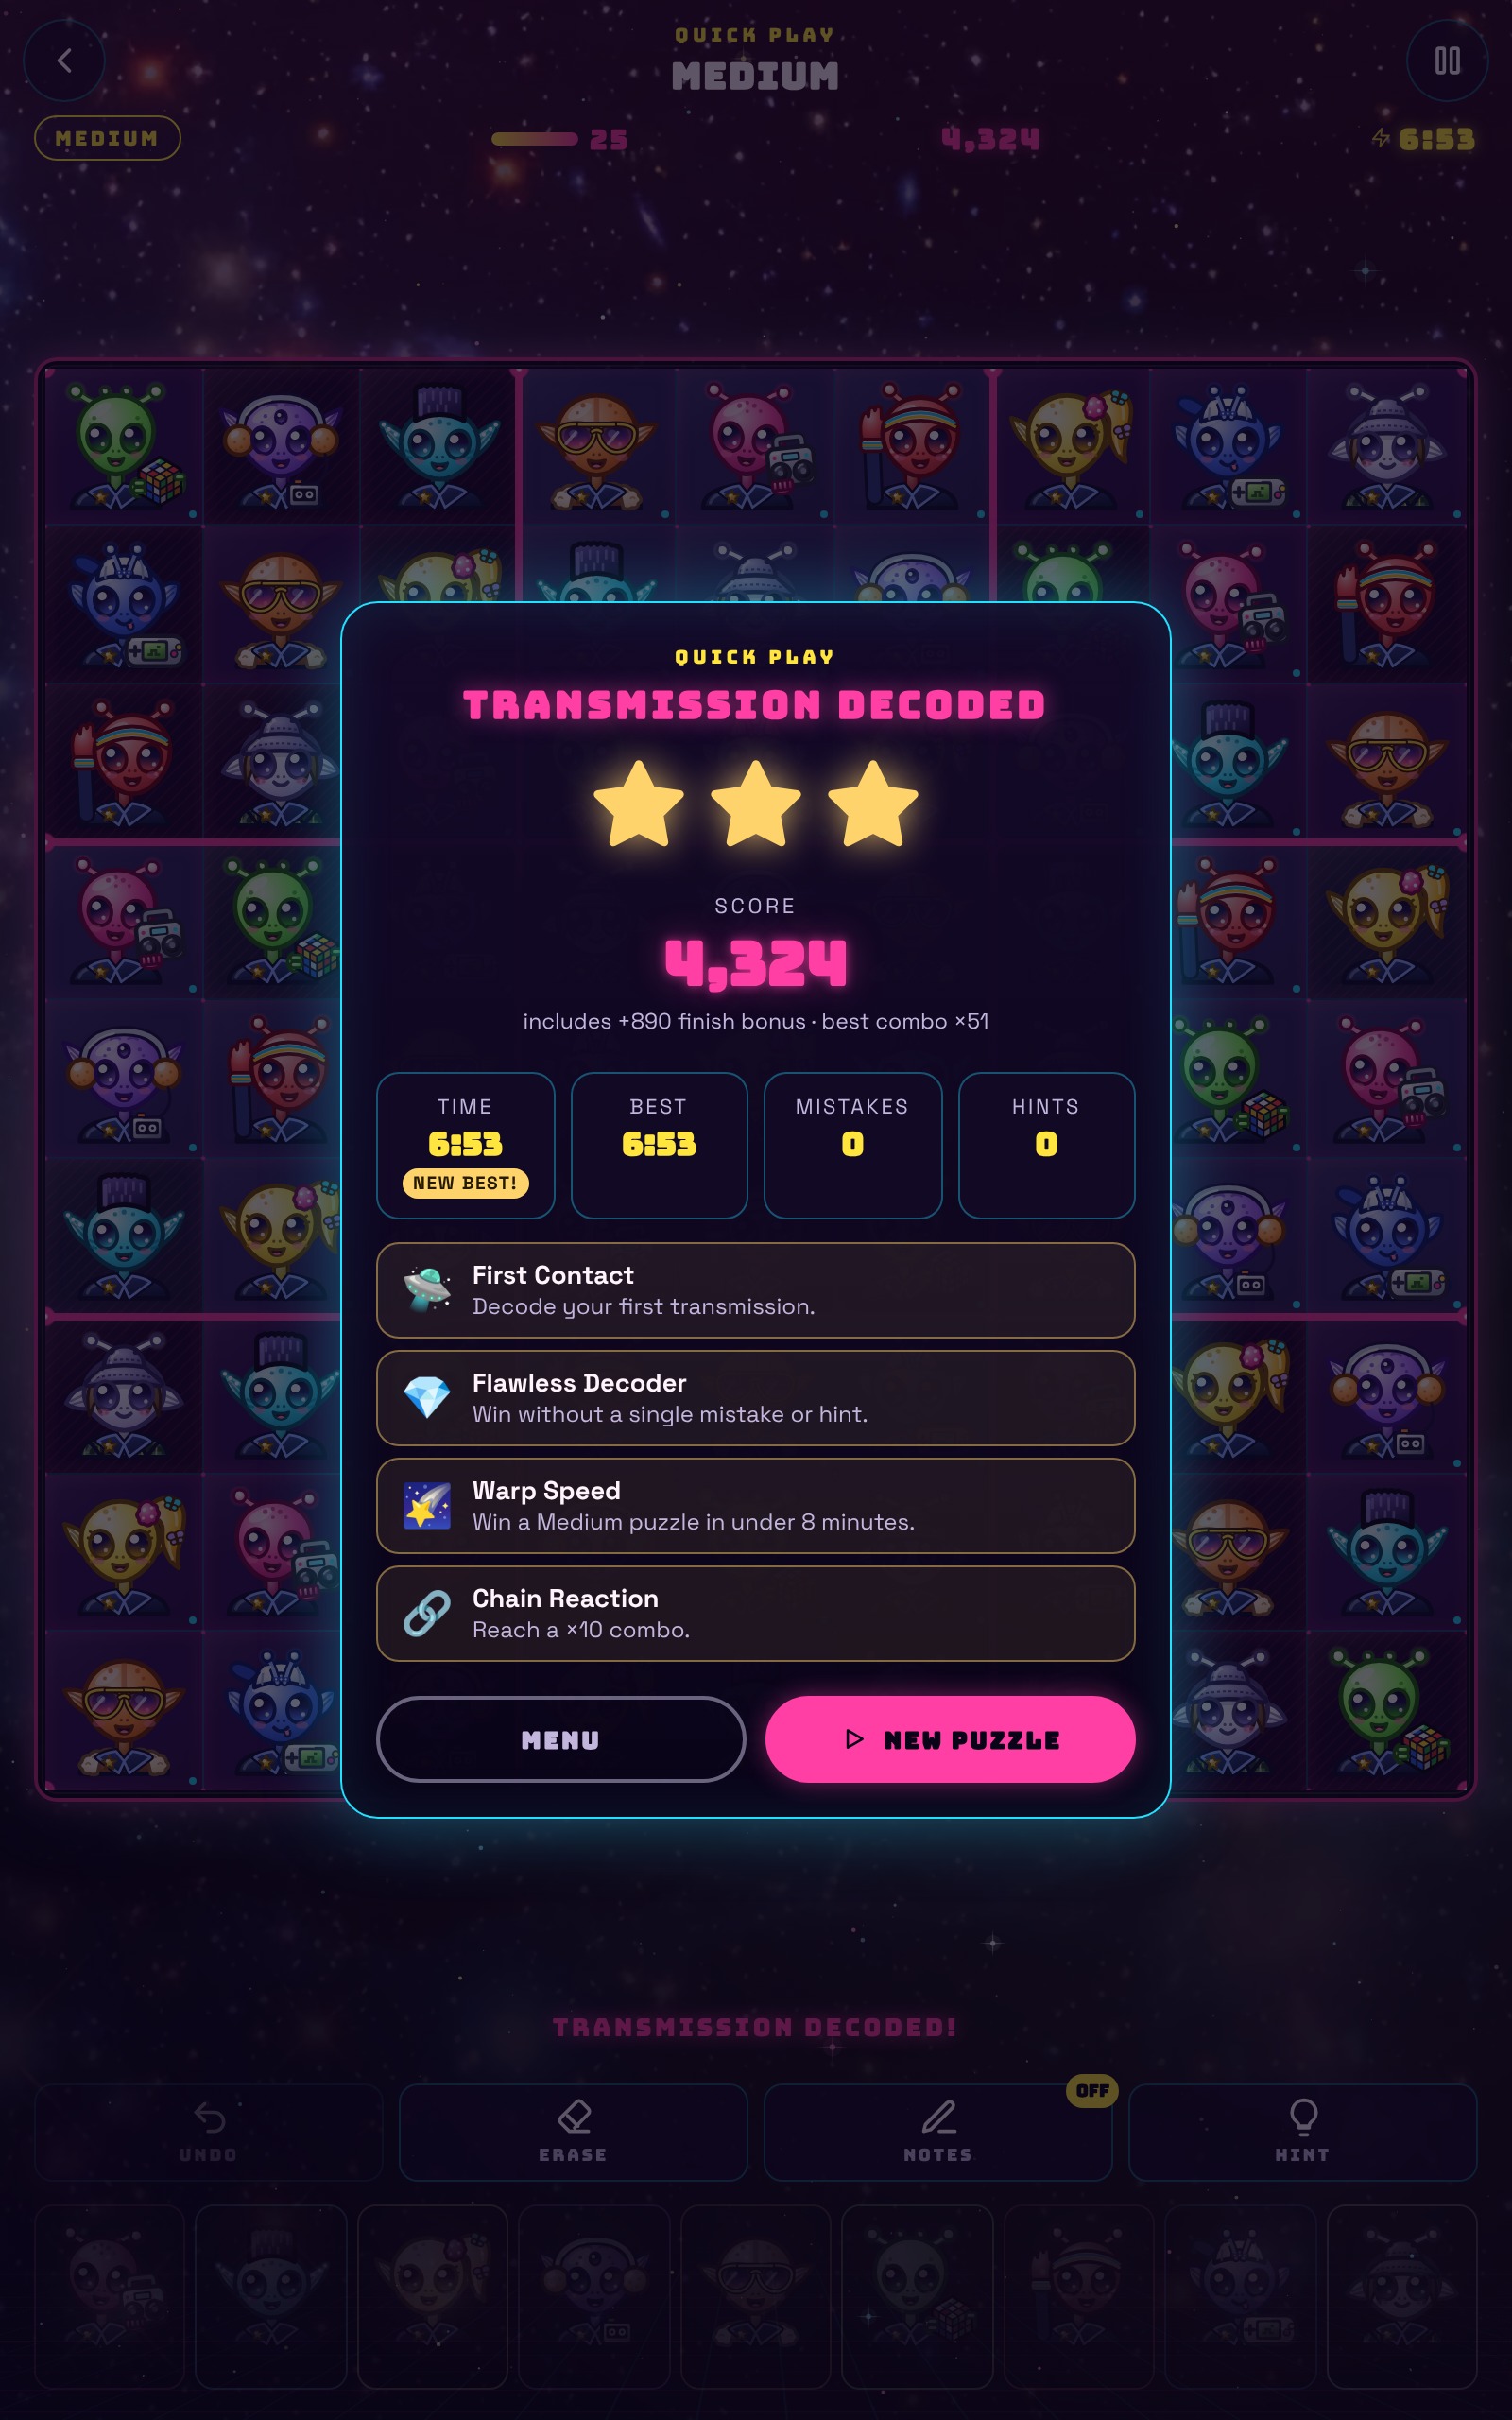 QUICK PLAY
MEDIUM
MEDIUM
25
4,324
6:53
QUICK PLAY
TRANSMISSION DECODED
SCORE
4,324
includes +890 finish bonus · best combo ×51
TIME
6:53
NEW BEST!
BEST
6:53
MISTAKES
0
HINTS
0
First Contact
Decode your first transmission.
Flawless Decoder
Win without a single mistake or hint.
Warp Speed
Win a Medium puzzle in under 8 minutes.
Chain Reaction
Reach a ×10 combo.
MENU
NEW PUZZLE
TRANSMISSION DECODED!
UNDO
ERASE
NOTES
OFF
HINT